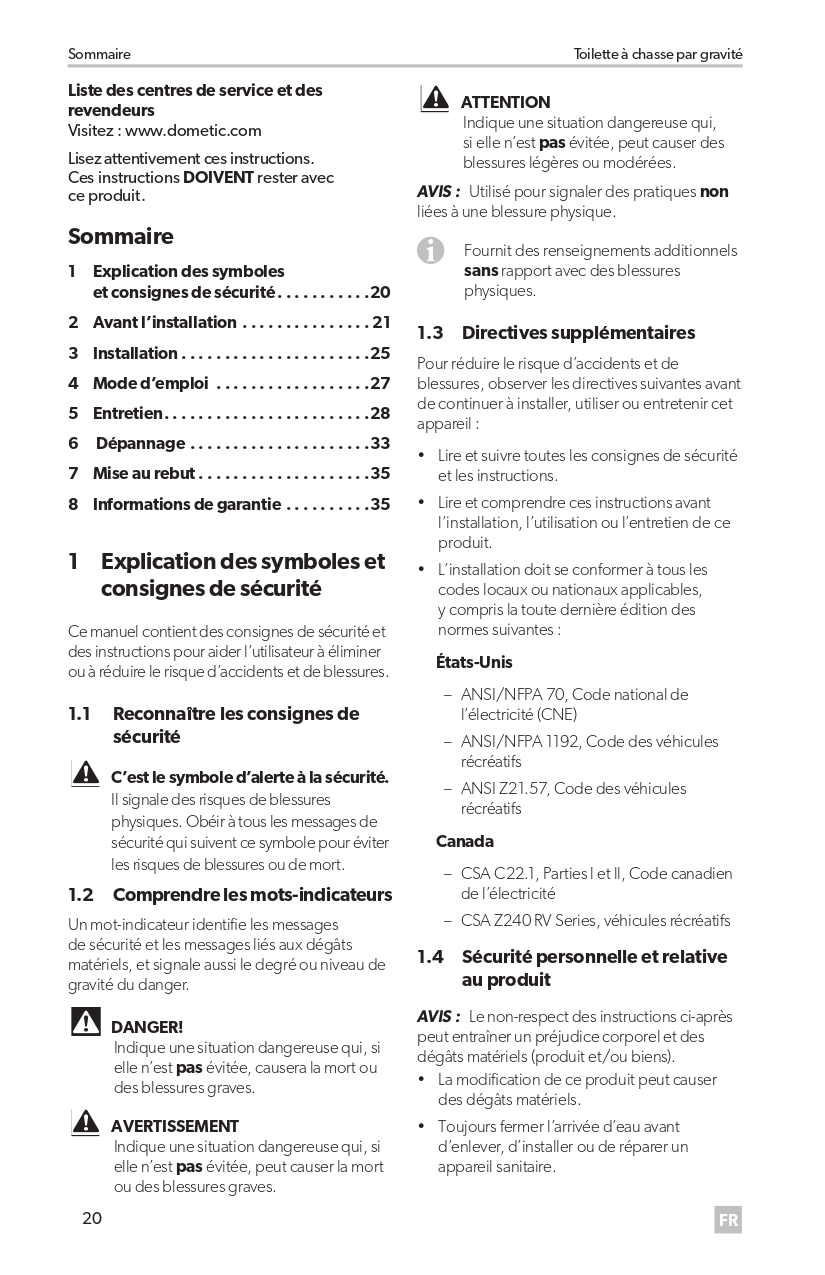 Sommaire
Toilette à chasse par gravité
Liste des centres de service et des
revendeurs
Visitez : www.dometic.com
Lisez attentivement ces instructions.
Ces instructions DOIVENT rester avec
ce produit.
Sommaire
1 Explication des symboles
et consignes de sécurité. . . . . . . . . . .20
2 Avant l’installation . . . . . . . . . . . . . . . 21
3 Installation . . . . . . . . . . . . . . . . . . . . . .25
4 Mode d’emploi . . . . . . . . . . . . . . . . . .27
5 Entretien. . . . . . . . . . . . . . . . . . . . . . . .28
6 Dépannage . . . . . . . . . . . . . . . . . . . . .33
7 Mise au rebut . . . . . . . . . . . . . . . . . . . .35
8 Informations de garantie . . . . . . . . . .35
1 Explication des symboles et
consignes de sécurité
Ce manuel contient des consignes de sécurité et
des instructions pour aider l’utilisateur à éliminer
ou à réduire le risque d’accidents et de blessures.
1.1 Reconnaître les consignes de
sécurité
C’est le symbole d’alerte à la sécurité.
Il signale des risques de blessures
physiques. Obéir à tous les messages de
sécurité qui suivent ce symbole pour éviter
les risques de blessures ou de mort.
1.2 Comprendre les mots-indicateurs
Un mot-indicateur identifie les messages
de sécurité et les messages liés aux dégâts
matériels, et signale aussi le degré ou niveau de
gravité du danger.
DANGER!
Indique une situation dangereuse qui, si
elle n’est pas évitée, causera la mort ou
des blessures graves.
AVERTISSEMENT
Indique une situation dangereuse qui, si
elle n’est pas évitée, peut causer la mort
ou des blessures graves.
ATTENTION
Indique une situation dangereuse qui,
si elle n’est pas évitée, peut causer des
blessures légères ou modérées.
AVIS : Utilisé pour signaler des pratiques non
liées à une blessure physique.
Fournit des renseignements additionnels
sans rapport avec des blessures
physiques.
1.3 Directives supplémentaires
Pour réduire le risque d’accidents et de
blessures, observer les directives suivantes avant
de continuer à installer, utiliser ou entretenir cet
appareil :
• Lire et suivre toutes les consignes de sécurité
et les instructions.
• Lire et comprendre ces instructions avant
l’installation, l’utilisation ou l’entretien de ce
produit.
• L’installation doit se conformer à tous les
codes locaux ou nationaux applicables,
y compris la toute dernière édition des
normes suivantes :
États-Unis
– ANSI/NFPA 70, Code national de
l’électricité (CNE)
– ANSI/NFPA 1192, Code des véhicules
récréatifs
– ANSI Z21.57, Code des véhicules
récréatifs
Canada
– CSA C22.1, Parties I et II, Code canadien
de l’électricité
– CSA Z240 RV Series, véhicules récréatifs
1.4 Sécurité personnelle et relative
au produit
AVIS : Le non-respect des instructions ci-après
peut entraîner un préjudice corporel et des
dégâts matériels (produit et/ou biens).
• La modification de ce produit peut causer
des dégâts matériels.
• Toujours fermer l’arrivée d’eau avant
d’enlever, d’installer ou de réparer un
appareil sanitaire.
20
FR